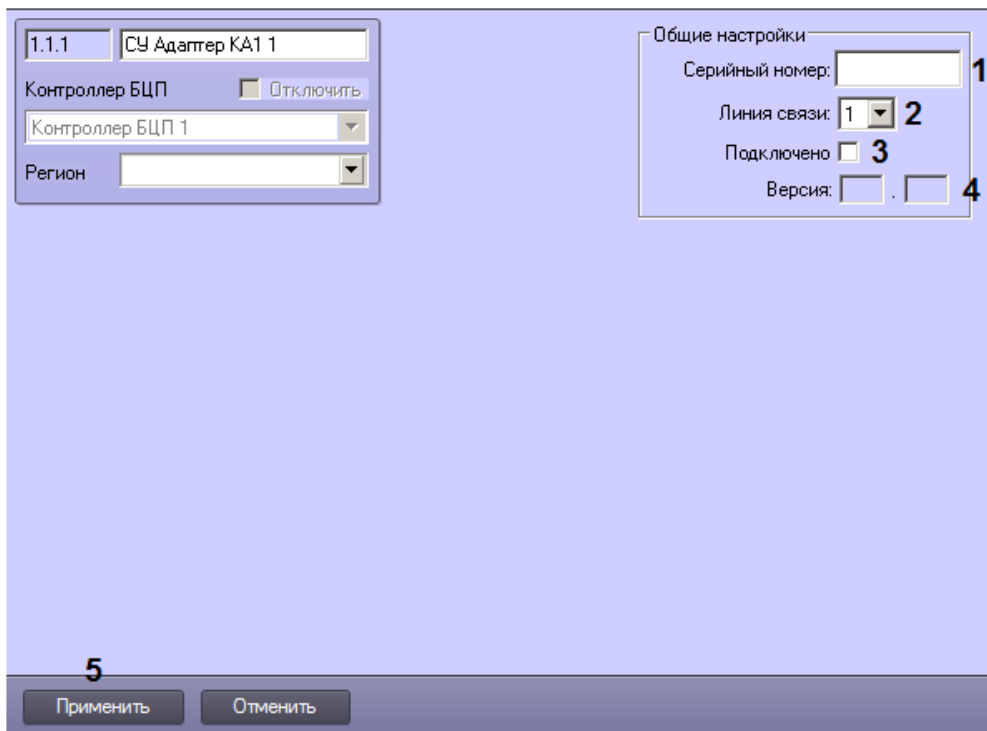 1.1.1 СУ Адаптер КА1 1
Контроллер БЦП Отключить
Контроллер БЦП 1
Регион
Общие настройки
Серийный номер: 1
Линия связи: 1 2
Подключено 3
Версия: . 4
5
Применить Отменить